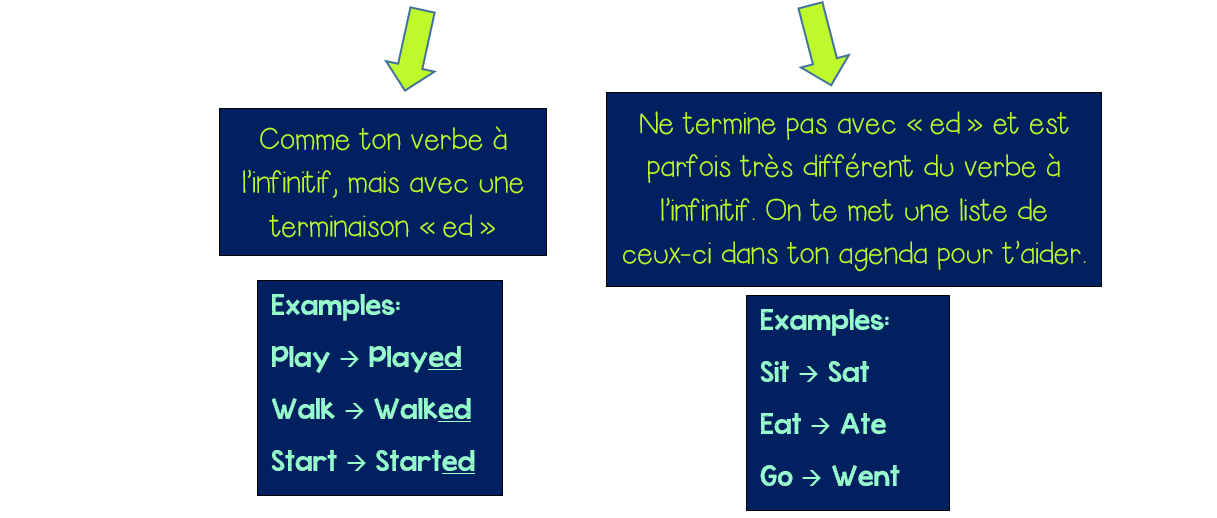 Comme ton verbe à
l'infinitif, mais avec une
terminaison « ed »
Examples:
Play → Played
Walk → Walked
Start → Started
Ne termine pas avec « ed » et est
parfois très différent du verbe à
l'infinitif. On te met une liste de
ceux-ci dans ton agenda pour t'aider.
Examples:
Sit → Sat
Eat → Ate
Go → Went